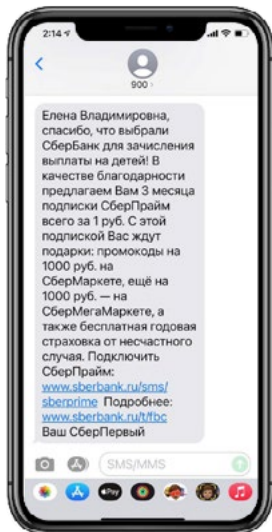 2:14
900
Елена Владимировна,
спасибо, что выбрали
СберБанк для зачисления
выплаты на детей! В
качестве благодарности
предлагаем Вам 3 месяца
подписки СберПрайм
всего за 1 руб. С этой
подпиской Вас ждут
подарки: промокоды на
1000 руб. на
СберМаркете, ещё на
1000 руб. — на
СберМегаМаркете, а
также бесплатная годовая
страховка от несчастного
случая. Подключить
СберПрайм:
www.sberbank.ru/sms/
sberprime Подробнее:
www.sberbank.ru/t/fbc
Ваш СберПервый
SMS/MMS
Pay